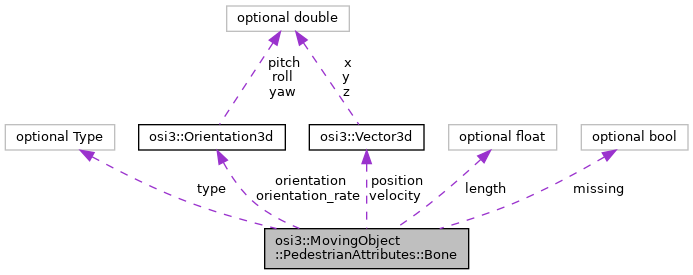 optional double
pitch
roll
yaw
x
y
z
optional Type
osi3::Orientation3d
osi3::Vector3d
optional float
optional bool
type
orientation
orientation_rate
position
velocity
length
missing
osi3::MovingObject
::PedestrianAttributes::Bone